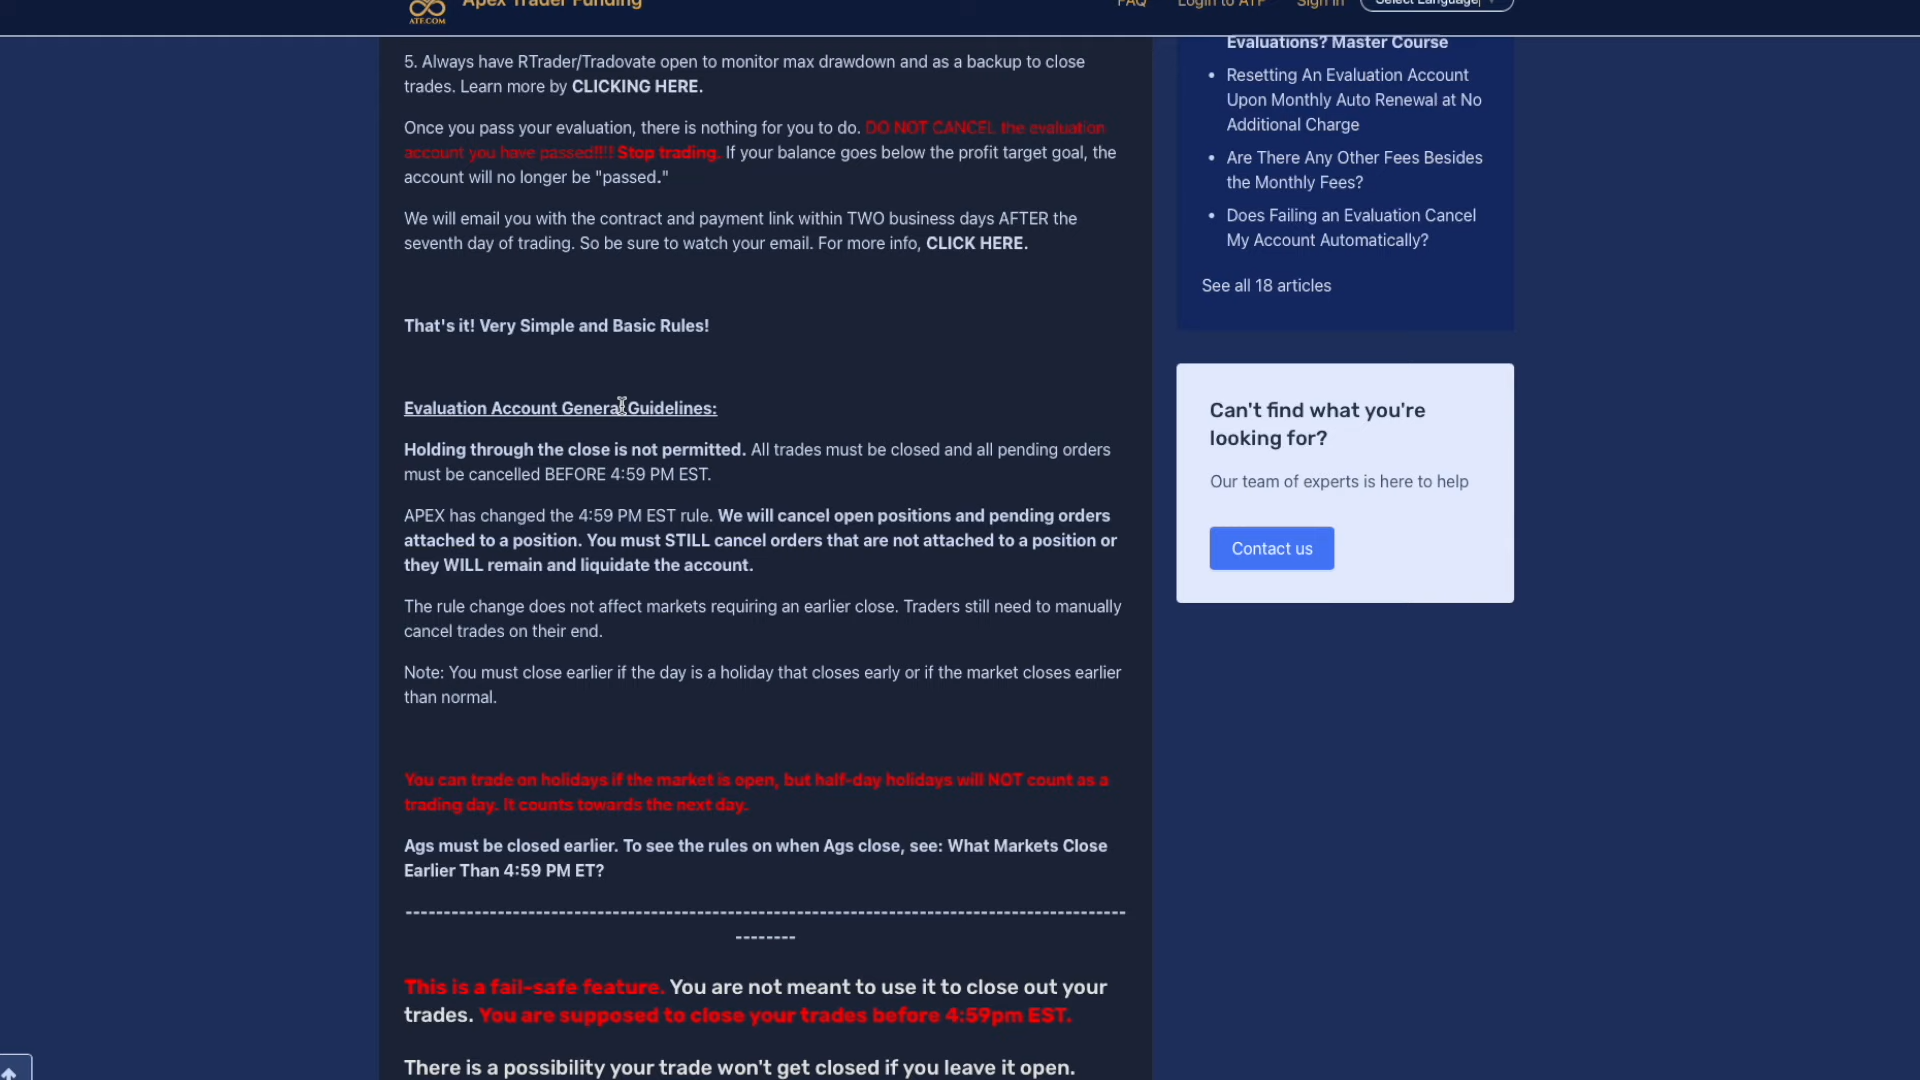 Apex Trader Funding
ATF.COM
FAQ
Login to ATF
Sign in
Select Language
5. Always have RTrader/Tradovate open to monitor max drawdown and as a backup to close
trades. Learn more by CLICKING HERE.
Once you pass your evaluation, there is nothing for you to do. DO NOT CANCEL the evaluation
account you have passed!!!! Stop trading. If your balance goes below the profit target goal, the
account will no longer be "passed."
We will email you with the contract and payment link within TWO business days AFTER the
seventh day of trading. So be sure to watch your email. For more info, CLICK HERE.
That's it! Very Simple and Basic Rules!
Evaluation Account General Guidelines:
Holding through the close is not permitted. All trades must be closed and all pending orders
must be cancelled BEFORE 4:59 PM EST.
APEX has changed the 4:59 PM EST rule. We will cancel open positions and pending orders
attached to a position. You must STILL cancel orders that are not attached to a position or
they WILL remain and liquidate the account.
The rule change does not affect markets requiring an earlier close. Traders still need to manually
cancel trades on their end.
Note: You must close earlier if the day is a holiday that closes early or if the market closes earlier
than normal.
You can trade on holidays if the market is open, but half-day holidays will NOT count as a
trading day. It counts towards the next day.
Ags must be closed earlier. To see the rules on when Ags close, see: What Markets Close
Earlier Than 4:59 PM ET?
----------------------------------------------------------------------------------------------
--------
This is a fail-safe feature. You are not meant to use it to close out your
trades. You are supposed to close your trades before 4:59pm EST.
There is a possibility your trade won't get closed if you leave it open.
Evaluations? Master Course
• Resetting An Evaluation Account
Upon Monthly Auto Renewal at No
Additional Charge
• Are There Any Other Fees Besides
the Monthly Fees?
• Does Failing an Evaluation Cancel
My Account Automatically?
See all 18 articles
Can't find what you're
looking for?
Our team of experts is here to help
Contact us